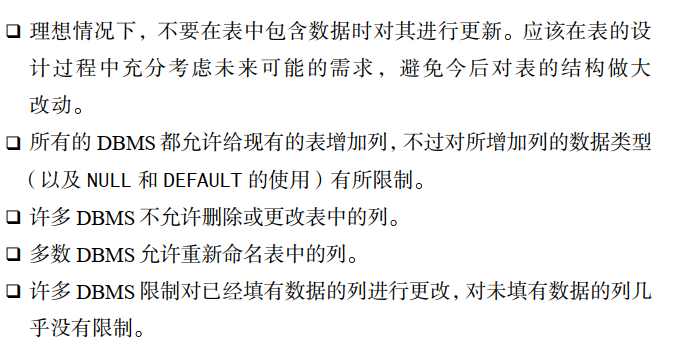 ❑ 理想情况下，不要在表中包含数据时对其进行更新。应该在表的设
计过程中充分考虑未来可能的需求，避免今后对表的结构做大
改动。
❑ 所有的 DBMS 都允许给现有的表增加列，不过对所增加列的数据类型
（以及 NULL 和 DEFAULT 的使用）有所限制。
❑ 许多 DBMS 不允许删除或更改表中的列。
❑ 多数 DBMS 允许重新命名表中的列。
❑ 许多 DBMS 限制对已经填有数据的列进行更改，对未填有数据的列几
乎没有限制。